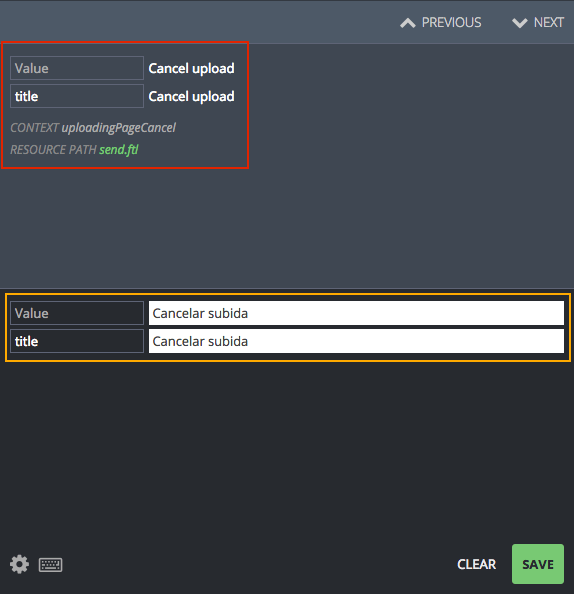 PREVIOUS NEXT
Value Cancel upload
title Cancel upload
CONTEXT uploadingPageCancel
RESOURCE PATH send.ftl
Value Cancelar subida
title Cancelar subida
CLEAR SAVE